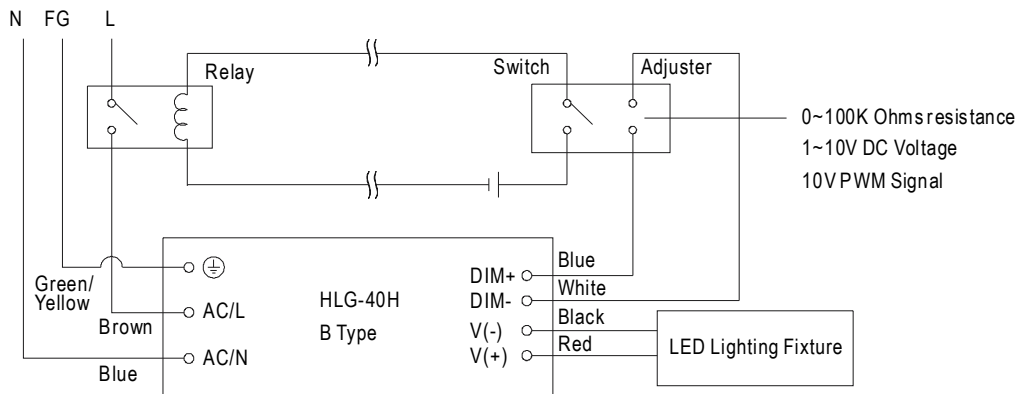 N FG L
Relay
Switch
Adjuster
0~100K Ohms resistance
1~10V DC Voltage
10V PWM Signal
Green/
Yellow
Brown
Blue
AC/L
AC/N
HLG-40H
B Type
DIM+
DIM-
V(-)
V(+)
Blue
White
Black
Red
LED Lighting Fixture